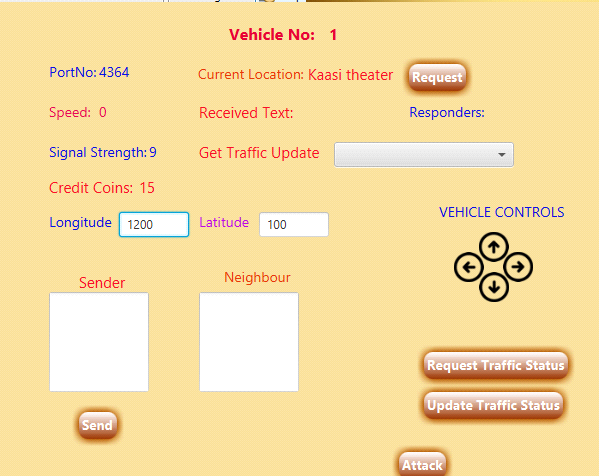 Vehicle No: 1
PortNo: 4364
Current Location: Kaasi theater
Request
Speed: 0
Received Text:
Responders:
Signal Strength: 9
Get Traffic Update
Credit Coins: 15
Longitude 1200
Latitude 100
VEHICLE CONTROLS
Sender
Neighbour
Request Traffic Status
Update Traffic Status
Send
Attack